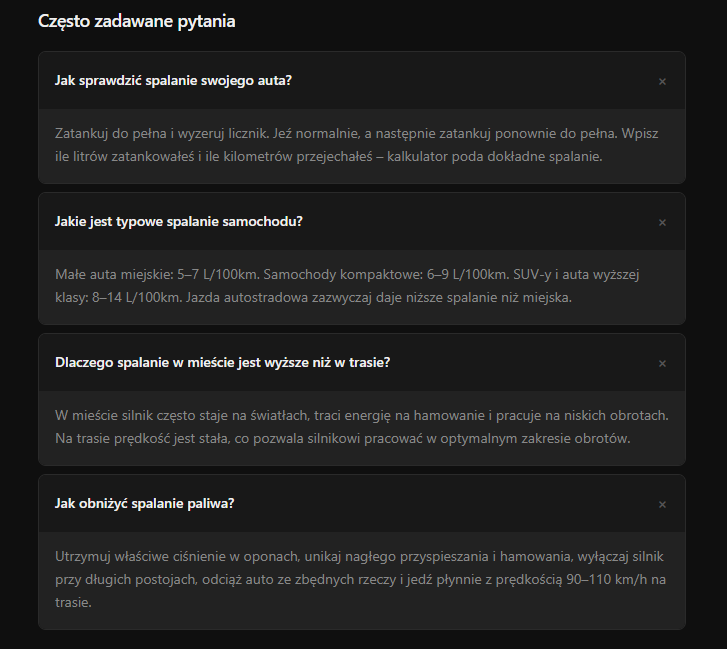 Często zadawane pytania
Jak sprawdzić spalanie swojego auta?
×
Zatankuj do pełna i wyzeruj licznik. Jeź normalnie, a następnie zatankuj ponownie do pełna. Wpisz
ile litrów zatankowałeś i ile kilometrów przejechałeś – kalkulator poda dokładne spalanie.
Jakie jest typowe spalanie samochodu?
×
Małe auta miejskie: 5–7 L/100km. Samochody kompaktowe: 6–9 L/100km. SUV-y i auta wyższej
klasy: 8–14 L/100km. Jazda autostradowa zazwyczaj daje niższe spalanie niż miejska.
Dlaczego spalanie w mieście jest wyższe niż w trasie?
×
W mieście silnik często staje na światłach, traci energię na hamowanie i pracuje na niskich obrotach.
Na trasie prędkość jest stała, co pozwala silnikowi pracować w optymalnym zakresie obrotów.
Jak obniżyć spalanie paliwa?
×
Utrzymuj właściwe ciśnienie w oponach, unikaj nagłego przyspieszania i hamowania, wyłączaj silnik
przy długich postojach, odciąż auto ze zbędnych rzeczy i jedź płynnie z prędkością 90–110 km/h na
trasie.